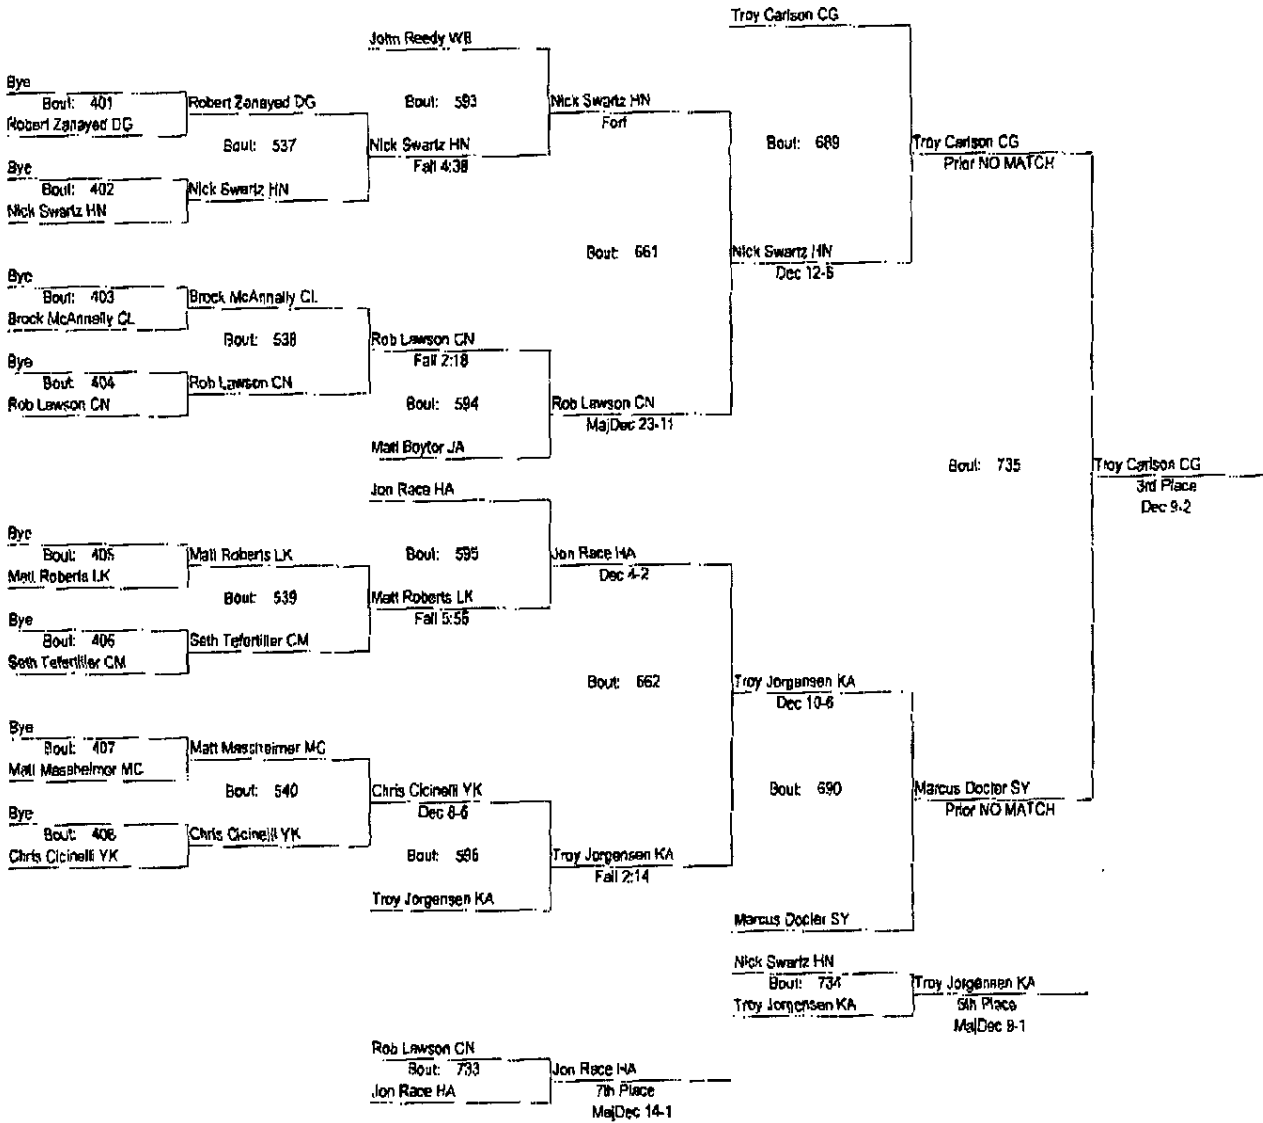 Troy Carlson CG
John Reedy WB
Bye
Bout: 401
Robert Zanayed DG
Robert Zanayed DG
Bout: 537
Bye
Bout: 402
Nick Swartz HN
Nick Swartz HN
Bout: 593
Nick Swartz HN
Fall 4:38
Nick Swartz HN
Forf
Bout: 689
Troy Carlson CG
Prior NO MATCH
Bout: 661
Nick Swartz HN
Dec 12-6
Bye
Bout: 403
Brock McAnnally CL
Brock McAnnally CL
Bout: 538
Bye
Bout: 404
Rob Lawson CN
Rob Lawson CN
Rob Lawson CN
Fall 2:18
Bout: 594
Matt Boytor JA
Rob Lawson CN
MajDec 23-11
Bout: 735
Troy Carlson CG
3rd Place
Dec 9-2
Jon Race HA
Bye
Bout: 405
Matt Roberts LK
Matt Roberts LK
Bout: 539
Bye
Bout: 406
Seth Tefertiller CM
Seth Tefertiller CM
Bout: 595
Matt Roberts LK
Fall 5:56
Jon Race HA
Dec 4-2
Bout: 662
Troy Jorgensen KA
Dec 10-6
Bye
Bout: 407
Matt Massheimer MC
Matt Massheimer MC
Bout: 540
Bye
Bout: 408
Chris Cicinelli YK
Chris Cicinelli YK
Chris Cicinelli YK
Dec 8-6
Bout: 596
Troy Jorgensen KA
Troy Jorgensen KA
Fall 2:14
Bout: 690
Marcus Docler SY
Marcus Docler SY
Prior NO MATCH
Nick Swartz HN
Bout: 734
Troy Jorgensen KA
Troy Jorgensen KA
5th Place
MajDec 9-1
Rob Lawson CN
Bout: 733
Jon Race HA
Jon Race HA
7th Place
MajDec 14-1